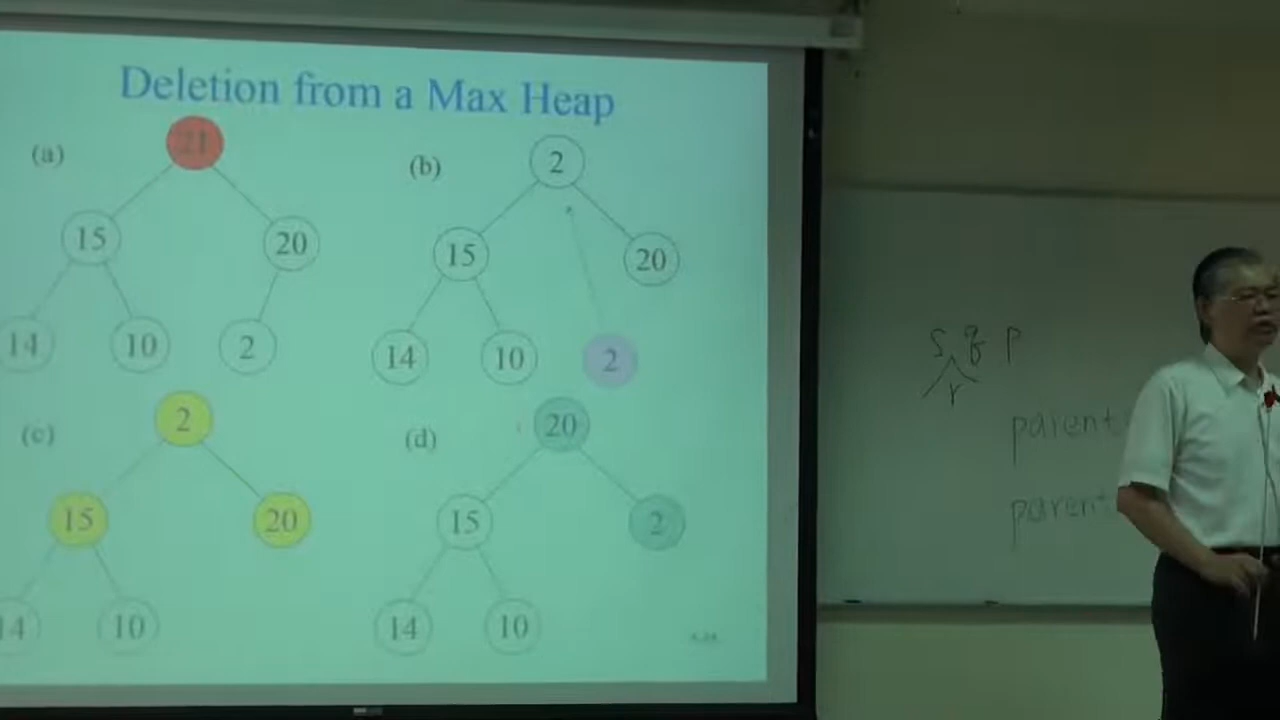 Deletion from a Max Heap
(a)
21
15 20
14 10 2
(b)
2
15 20
14 10 2
(c)
2
15 20
14 10
(d)
20
15 2
14 10
s q p
r
parent
parent